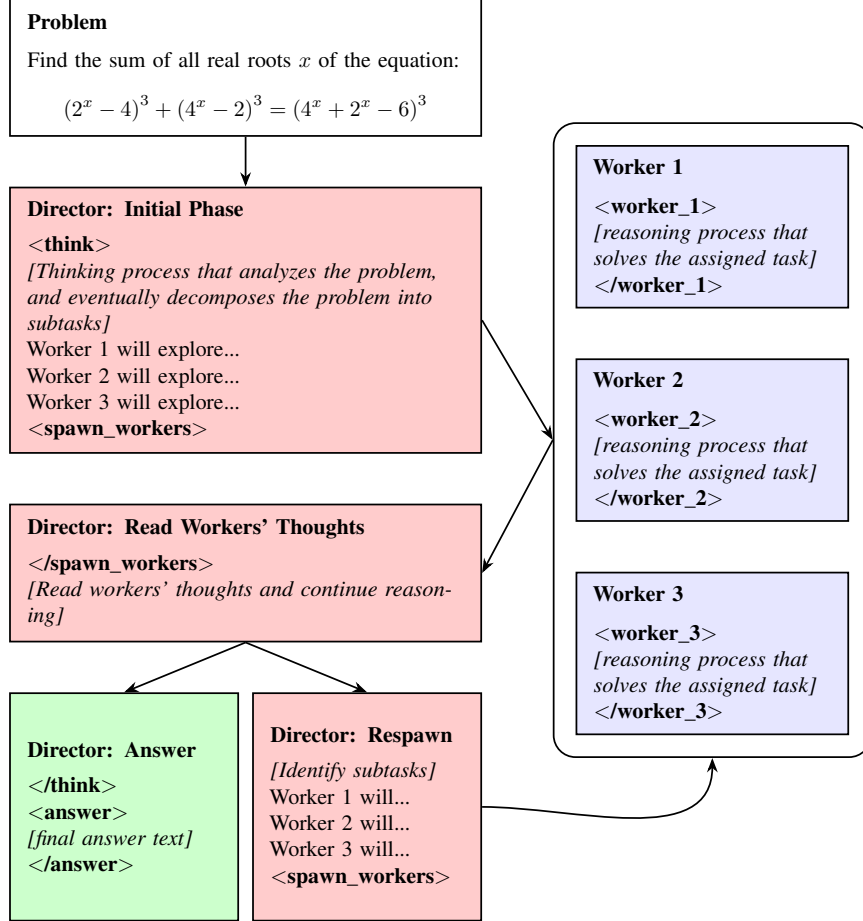 Problem
Find the sum of all real roots x of the equation:
(2^x − 4)^3 + (4^x − 2)^3 = (4^x + 2^x − 6)^3
Director: Initial Phase
<think>
[Thinking process that analyzes the problem,
and eventually decomposes the problem into
subtasks]
Worker 1 will explore...
Worker 2 will explore...
Worker 3 will explore...
<spawn_workers>
Worker 1
<worker_1>
[reasoning process that
solves the assigned task]
</worker_1>
Worker 2
<worker_2>
[reasoning process that
solves the assigned task]
</worker_2>
Worker 3
<worker_3>
[reasoning process that
solves the assigned task]
</worker_3>
Director: Read Workers' Thoughts
</spawn_workers>
[Read workers' thoughts and continue reason-
ing]
Director: Answer
</think>
<answer>
[final answer text]
</answer>
Director: Respawn
[Identify subtasks]
Worker 1 will...
Worker 2 will...
Worker 3 will...
<spawn_workers>